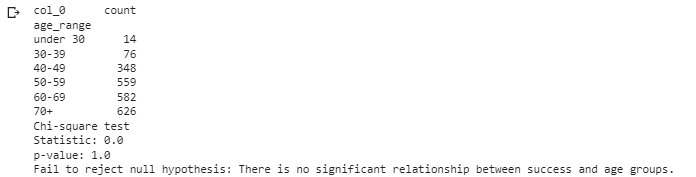 col_0      count
age_range
under 30      14
30-39         76
40-49        348
50-59        559
60-69        582
70+          626
Chi-square test
Statistic: 0.0
p-value: 1.0
Fail to reject null hypothesis: There is no significant relationship between success and age groups.